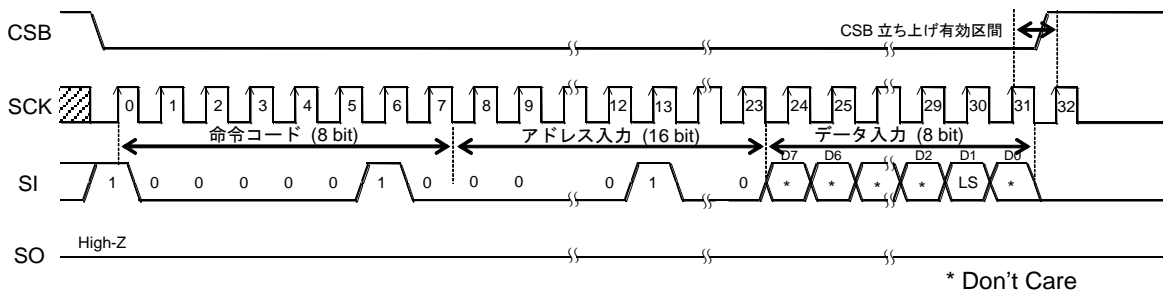 CSB
CSB 立ち上げ有効区間
SCK
0 1 2 3 4 5 6 7 8 9 12 13 23 24 25 29 30 31 32
命令コード (8 bit)
アドレス入力 (16 bit)
データ入力 (8 bit)
D7 D6 D2 D1 D0
SI
1 0 0 0 0 0 1 0 0 0 0 1 0 * * * * LS *
High-Z
SO
* Don't Care